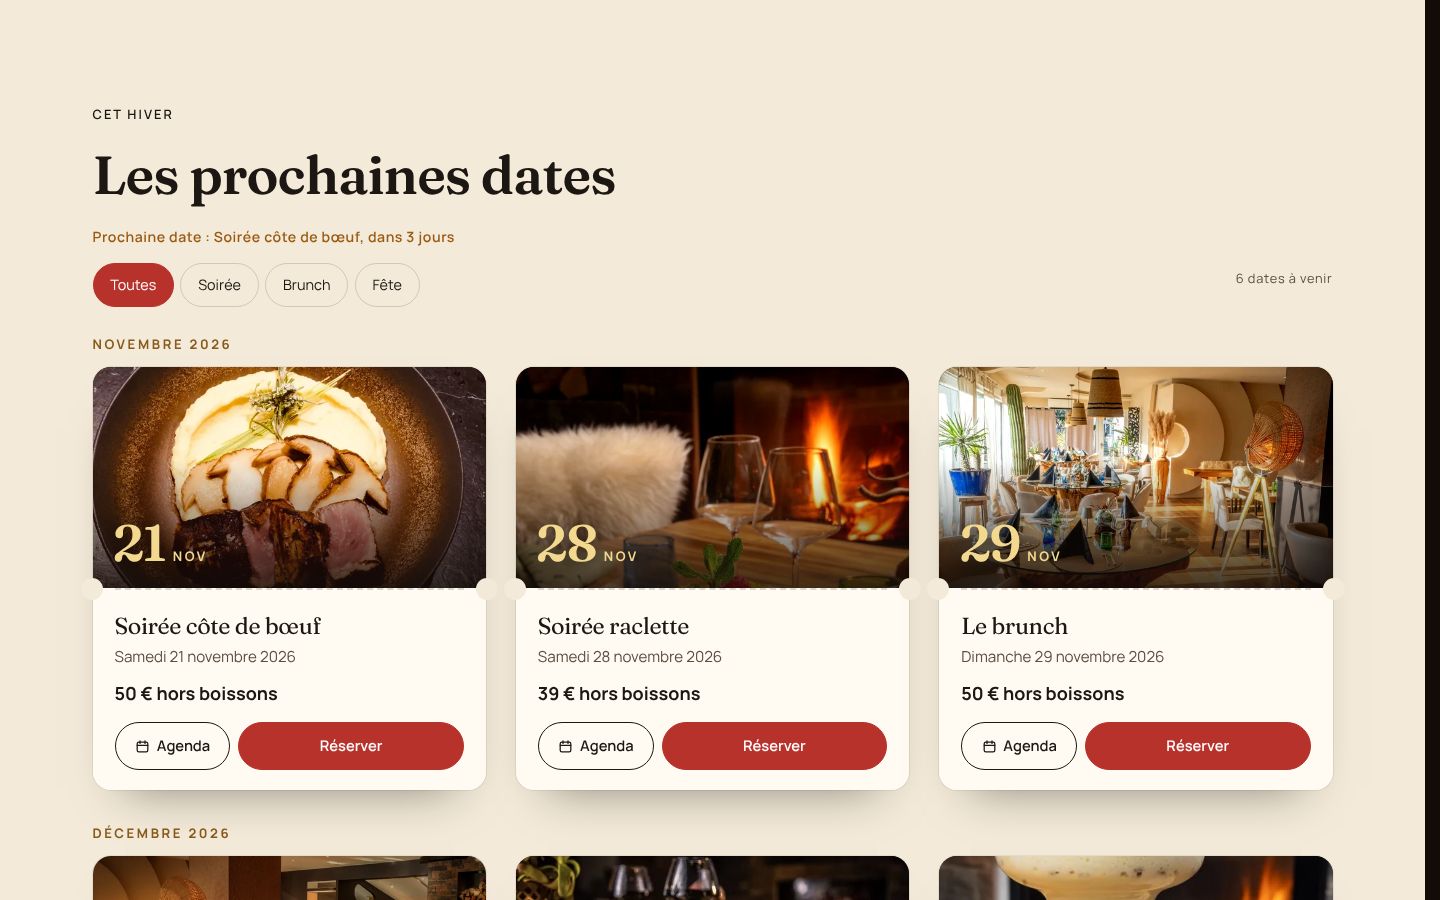 CET HIVER
Les prochaines dates
Prochaine date : Soirée côte de bœuf, dans 3 jours
Toutes
Soirée
Brunch
Fête
6 dates à venir
NOVEMBRE 2026
21 NOV
Soirée côte de bœuf
Samedi 21 novembre 2026
50 € hors boissons
Agenda
Réserver
28 NOV
Soirée raclette
Samedi 28 novembre 2026
39 € hors boissons
Agenda
Réserver
29 NOV
Le brunch
Dimanche 29 novembre 2026
50 € hors boissons
Agenda
Réserver
DÉCEMBRE 2026